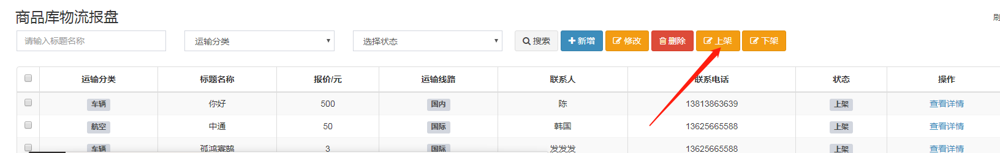 商品库物流报盘
刷
请输入标题名称 运输分类 选择状态 搜索 新增 修改 删除 上架 下架
运输分类 标题名称 报价/元 运输线路 联系人 联系电话 状态 操作
车辆 你好 500 国内 陈 13813863639 上架 查看详情
航空 中通 50 国际 韩国 13625665588 上架 查看详情
车辆 孤鸿寡鹄 3 国际 发发发 13625665588 上架 查看详情